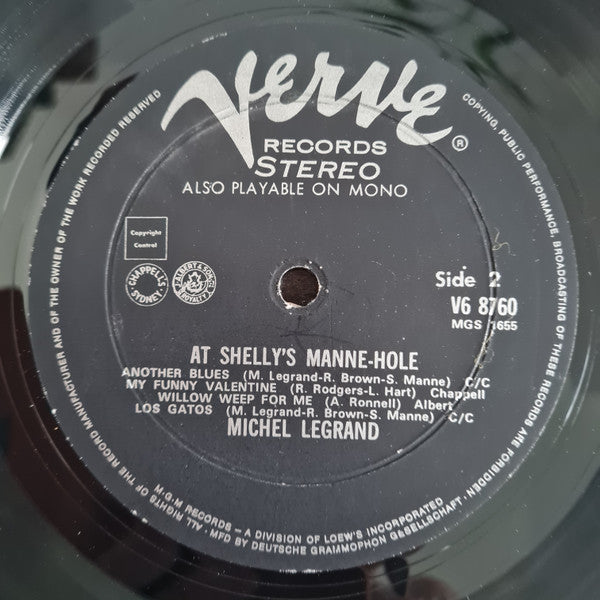 Verve®
RECORDS
STEREO
ALSO PLAYABLE ON MONO
Copyright
Control
CHAPPELL'S
SYDNEY
J. ALBERT & SON
ROYALTY
Side 2
V6 8760
MGS 1655
AT SHELLY'S MANNE-HOLE
ANOTHER BLUES (M. Legrand-R. Brown-S. Manne) C/C
MY FUNNY VALENTINE (R. Rodgers-L. Hart) Chappell
WILLOW WEEP FOR ME (A. Ronnell) Albert
LOS GATOS (M. Legrand-R. Brown-S. Manne) C/C
MICHEL LEGRAND
ALL RIGHTS OF THE RECORD MANUFACTURER AND OF THE OWNER OF THE WORK RECORDED RESERVED
COPYING, PUBLIC PERFORMANCE, BROADCASTING OF THESE RECORDS ARE FORBIDDEN
M.G.M RECORDS – A DIVISION OF LOEW'S INCORPORATED
MFD BY DEUTSCHE GRAMMOPHON GESELLSCHAFT